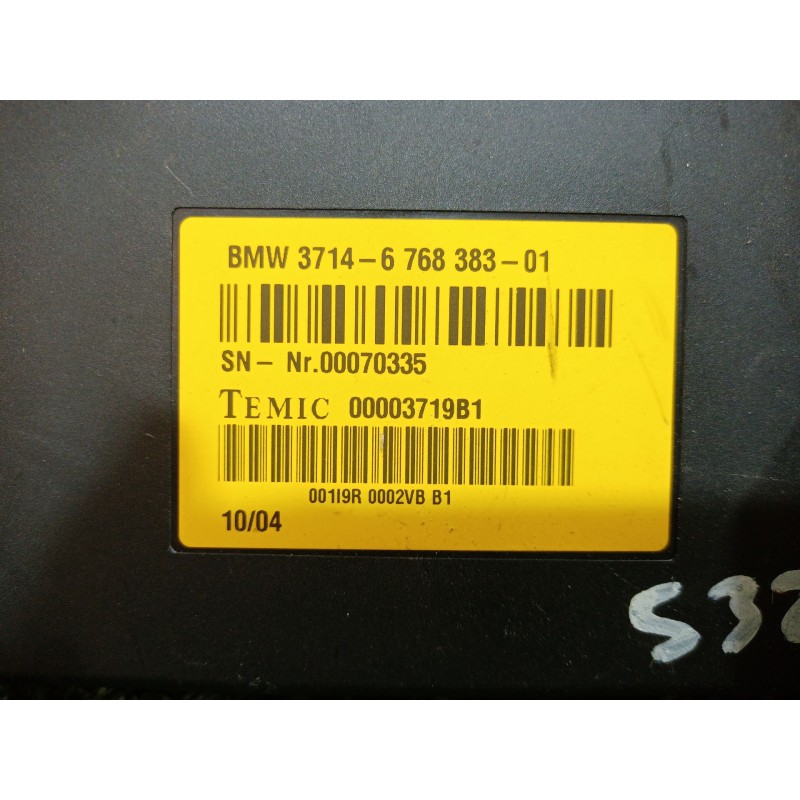 BMW 3714-6 768 383-01
SN- Nr.00070335
TEMIC 00003719B1
001I9R 0002VB B1
10/04